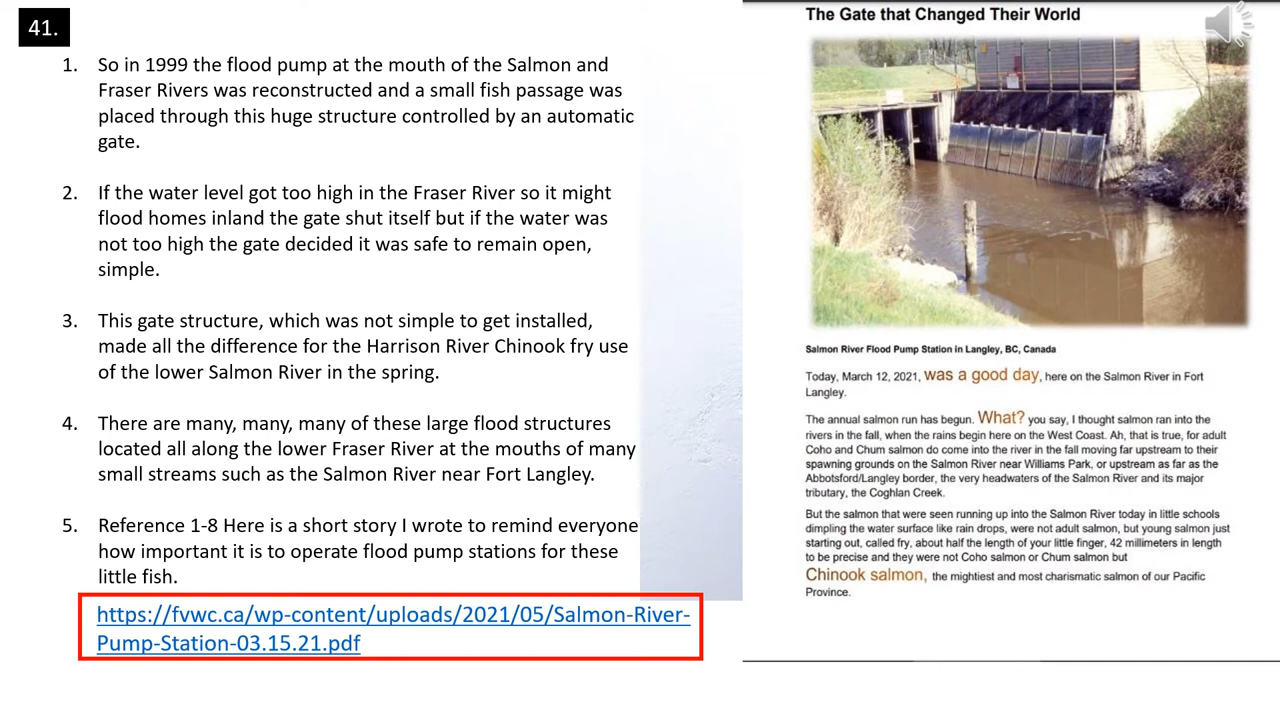 41.
1. So in 1999 the flood pump at the mouth of the Salmon and
Fraser Rivers was reconstructed and a small fish passage was
placed through this huge structure controlled by an automatic
gate.
2. If the water level got too high in the Fraser River so it might
flood homes inland the gate shut itself but if the water was
not too high the gate decided it was safe to remain open,
simple.
3. This gate structure, which was not simple to get installed,
made all the difference for the Harrison River Chinook fry use
of the lower Salmon River in the spring.
4. There are many, many, many of these large flood structures
located all along the lower Fraser River at the mouths of many
small streams such as the Salmon River near Fort Langley.
5. Reference 1-8 Here is a short story I wrote to remind everyone
how important it is to operate flood pump stations for these
little fish.
https://fvwc.ca/wp-content/uploads/2021/05/Salmon-River-
Pump-Station-03.15.21.pdf
The Gate that Changed Their World
Salmon River Flood Pump Station in Langley, BC, Canada
Today, March 12, 2021, was a good day, here on the Salmon River in Fort
Langley.
The annual salmon run has begun. What? you say, I thought salmon ran into the
rivers in the fall, when the rains begin here on the West Coast. Ah, that is true, for adult
Coho and Chum salmon do come into the river in the fall moving far upstream to their
spawning grounds on the Salmon River near Williams Park, or upstream as far as the
Abbotsford/Langley border, the very headwaters of the Salmon River and its major
tributary, the Coghlan Creek.
But the salmon that were seen running up into the Salmon River today in little schools
dimpling the water surface like rain drops, were not adult salmon, but young salmon just
starting out, called fry, about half the length of your little finger, 42 millimeters in length
to be precise and they were not Coho salmon or Chum salmon but
Chinook salmon, the mightiest and most charismatic salmon of our Pacific
Province.